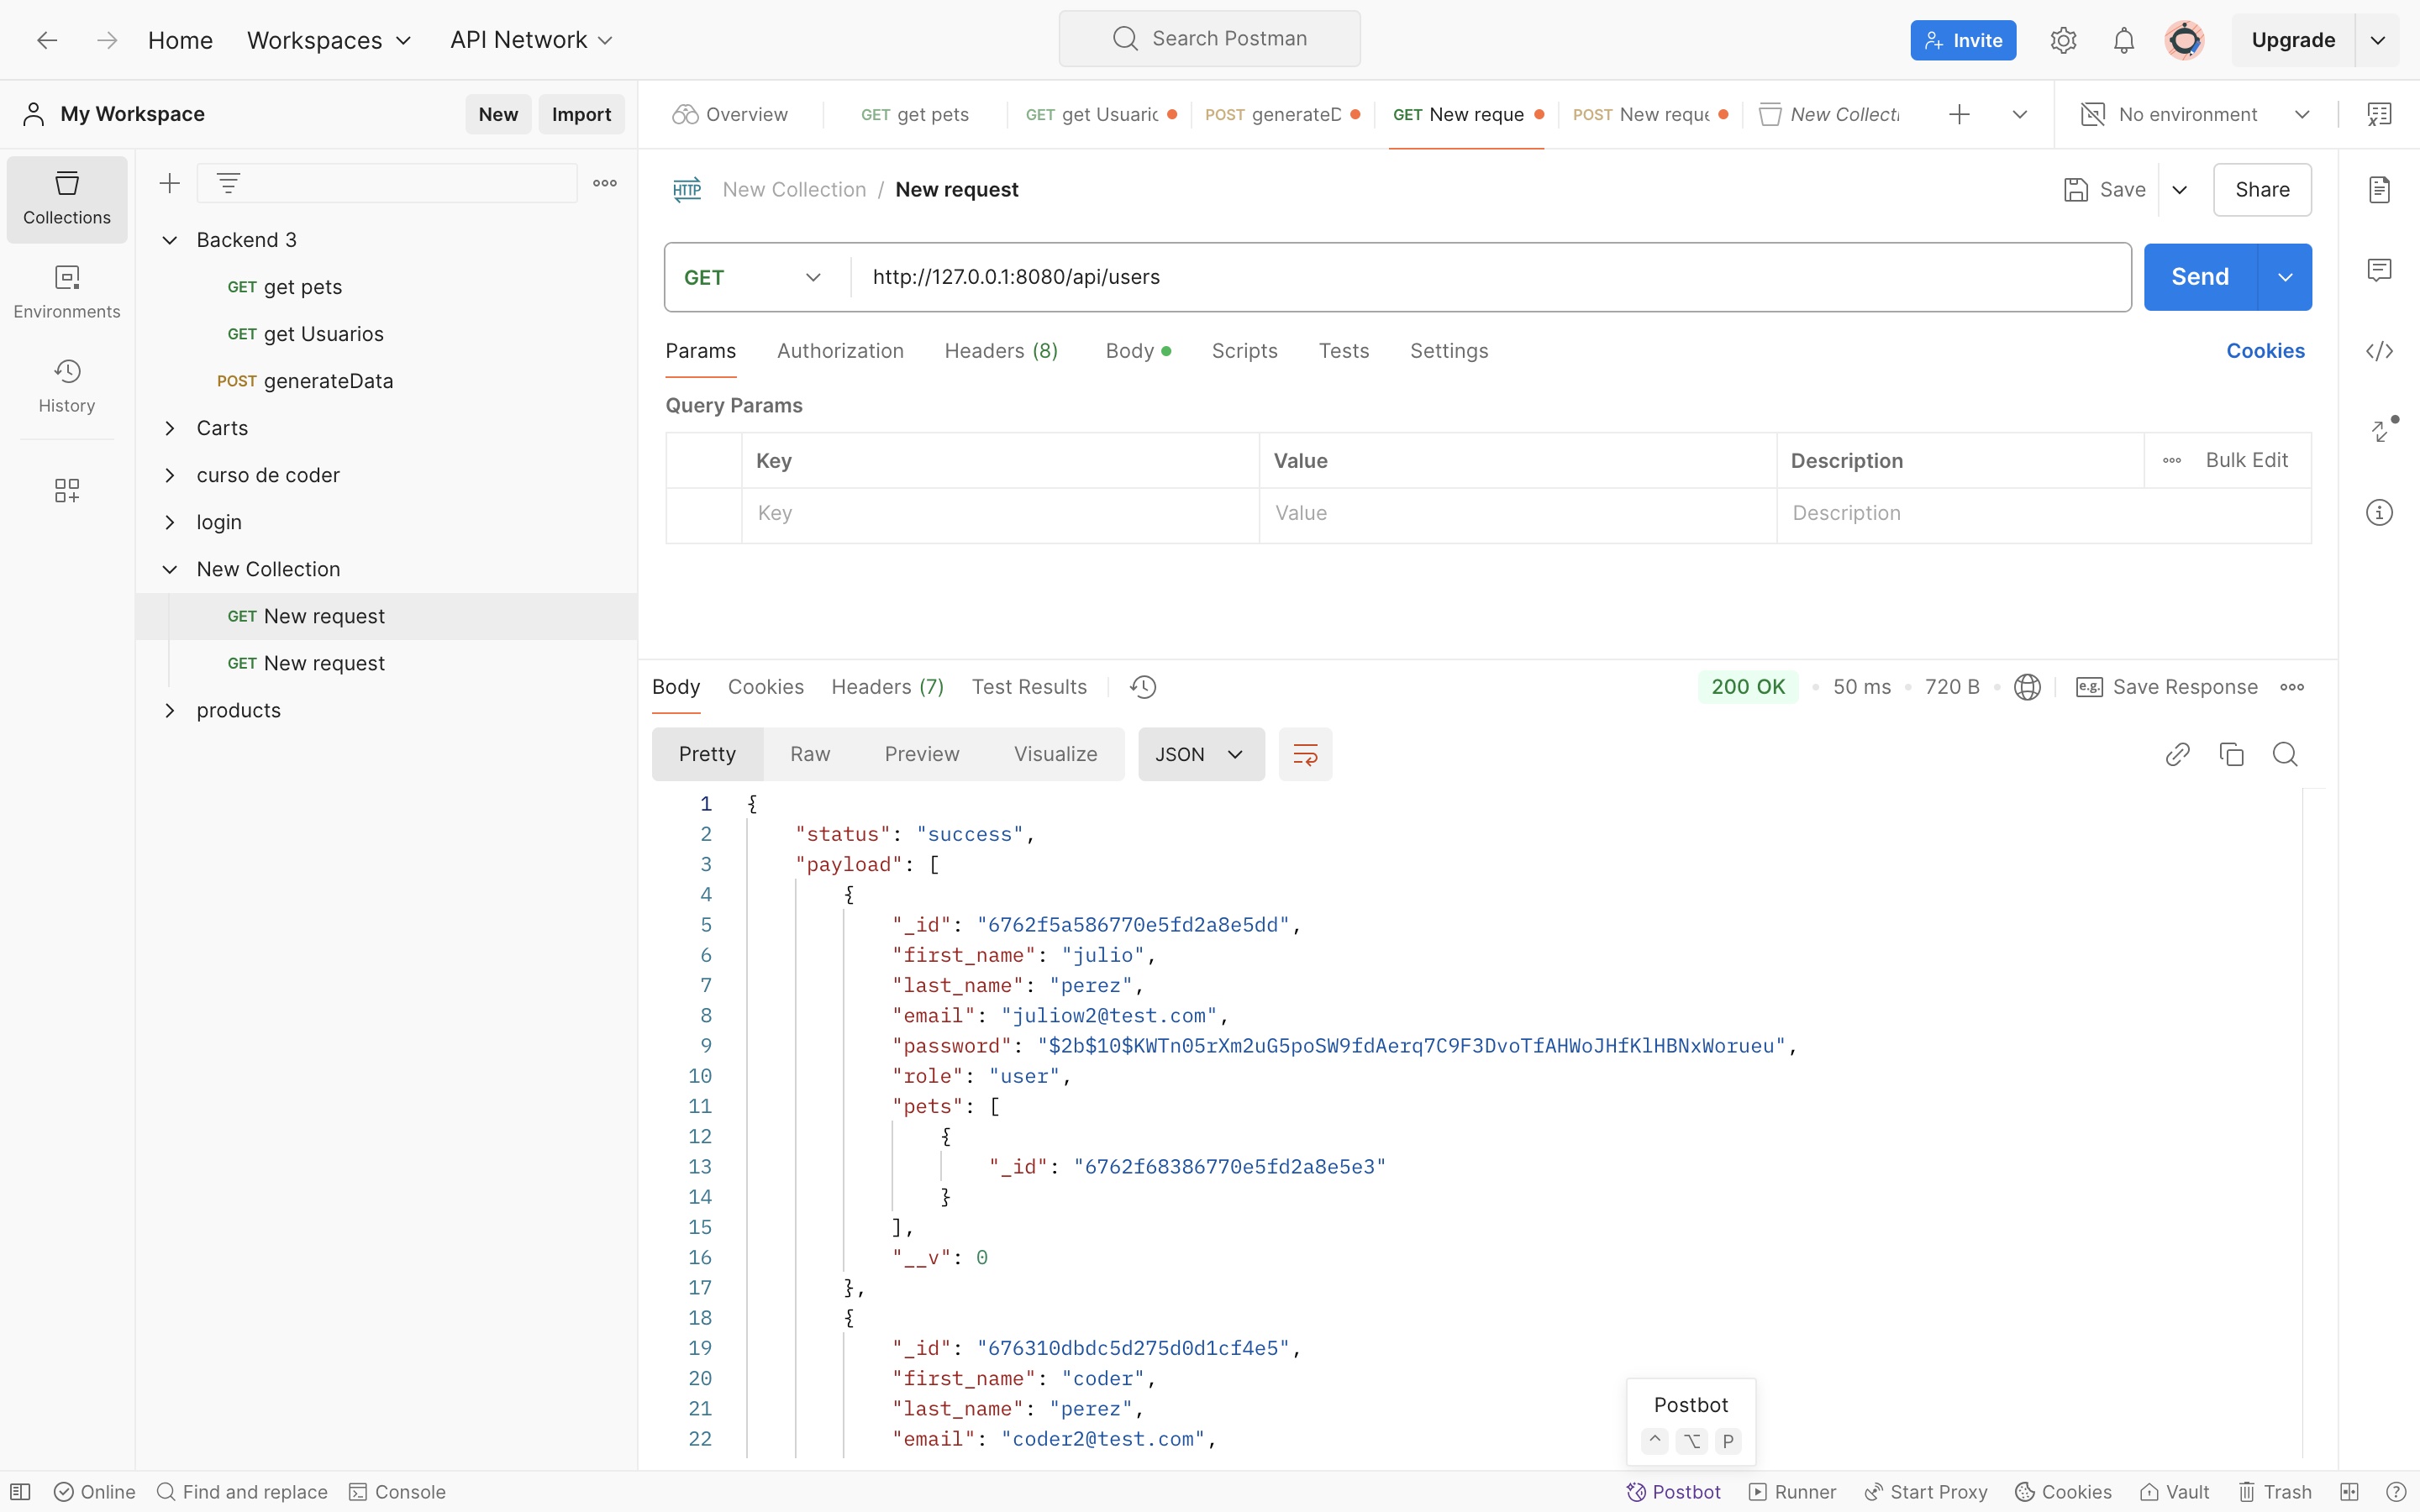 Home
Workspaces
API Network
Search Postman
Invite
Upgrade
My Workspace
New
Import
Overview
GET get pets
GET get Usuaric
POST generateD
GET New reque
POST New reque
New Collecti
No environment
Collections
Environments
History
Backend 3
GET get pets
GET get Usuarios
POST generateData
Carts
curso de coder
login
New Collection
GET New request
GET New request
products
HTTP New Collection / New request
Save
Share
GET http://127.0.0.1:8080/api/users
Send
Params Authorization Headers (8) Body Scripts Tests Settings
Cookies
Query Params
Key Value Description Bulk Edit
Key Value Description
Body Cookies Headers (7) Test Results
200 OK 50 ms 720 B e.g. Save Response
Pretty Raw Preview Visualize JSON
1 {
2 "status": "success",
3 "payload": [
4 {
5 "_id": "6762f5a586770e5fd2a8e5dd",
6 "first_name": "julio",
7 "last_name": "perez",
8 "email": "juliow2@test.com",
9 "password": "$2b$10$KWTn05rXm2uG5poSW9fdAerq7C9F3DvoTfAHWoJHfKlHBNxWorueu",
10 "role": "user",
11 "pets": [
12 {
13 "_id": "6762f68386770e5fd2a8e5e3"
14 }
15 ],
16 "__v": 0
17 },
18 {
19 "_id": "676310dbdc5d275d0d1cf4e5",
20 "first_name": "coder",
21 "last_name": "perez",
22 "email": "coder2@test.com",
Postbot
^ ⌥ P
Online
Find and replace
Console
Postbot
Runner
Start Proxy
Cookies
Vault
Trash